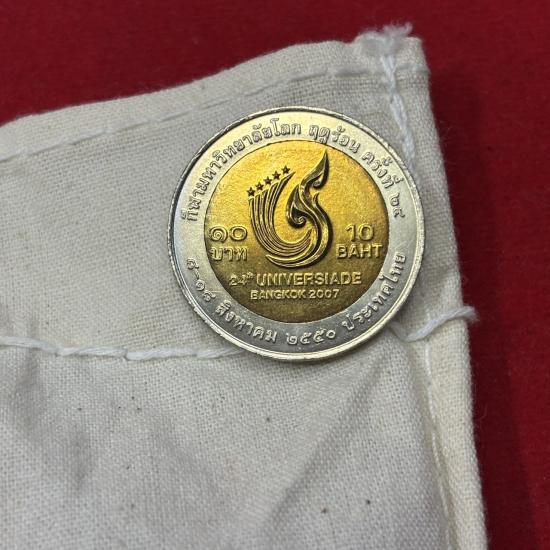 กีฬามหาวิทยาลัยโลก ฤดูร้อน ครั้งที่ ๒๔
๑๐
บาท
10
BAHT
24th UNIVERSIADE
BANGKOK 2007
๘-๑๘ สิงหาคม ๒๕๕๐ ประเทศไทย